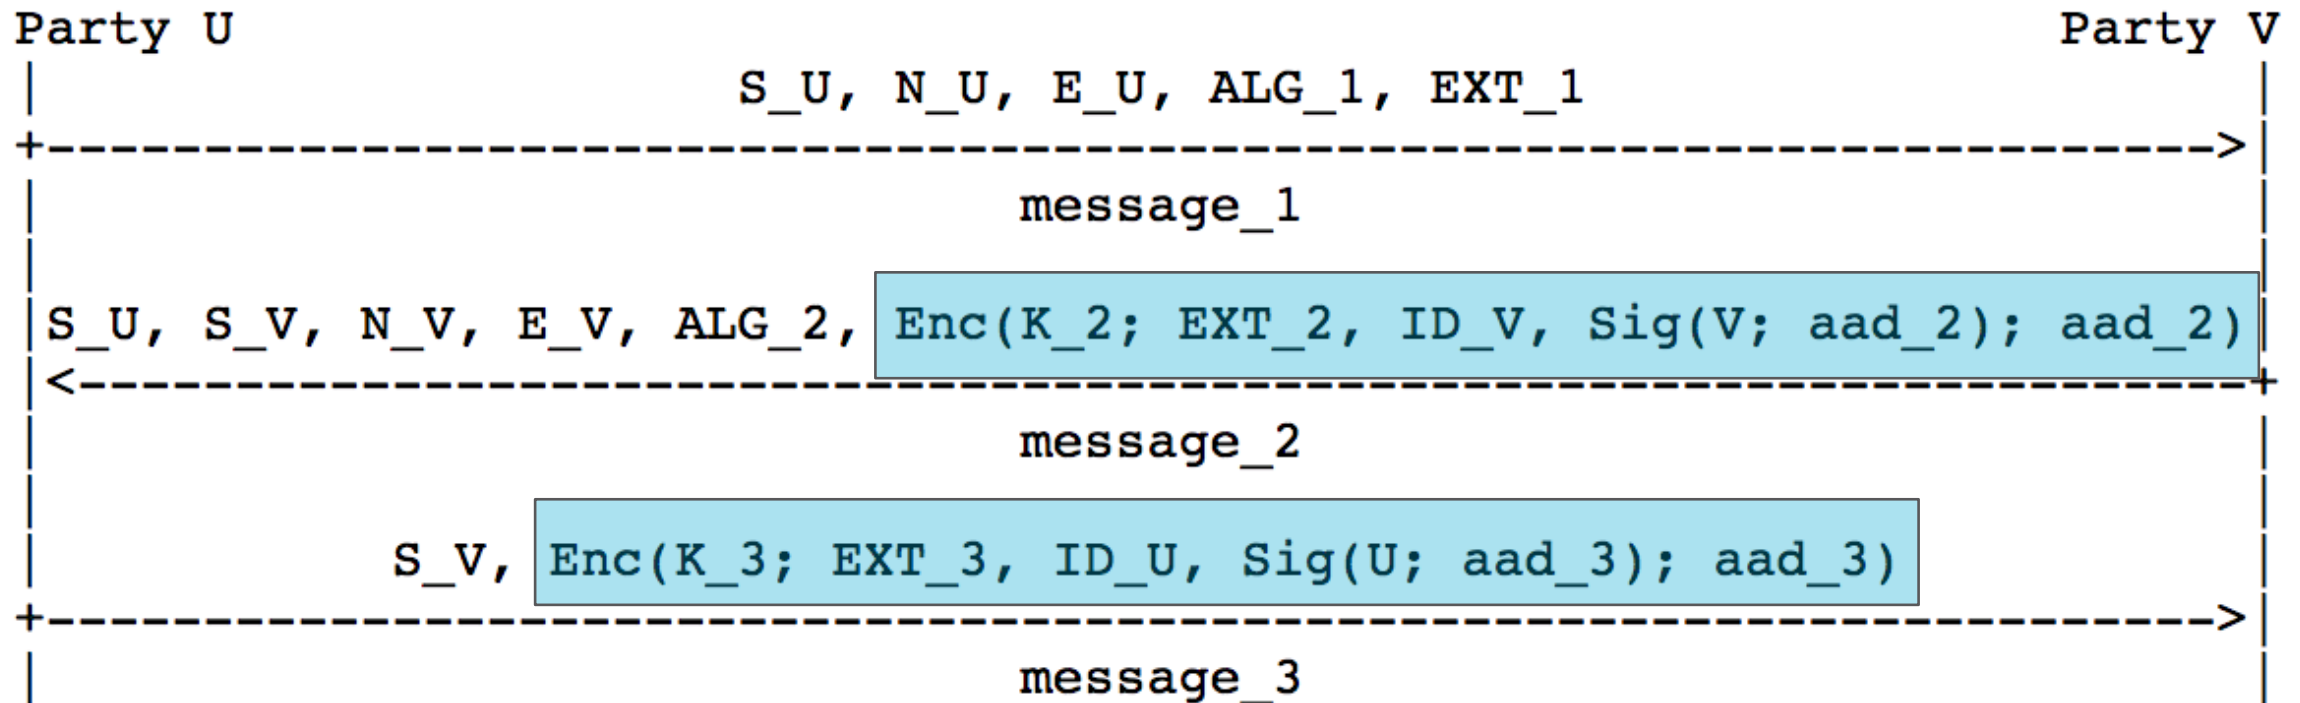 Party U Party V
| S_U, N_U, E_U, ALG_1, EXT_1 |
+--------------------------------------------------------------------->|
| message_1 |
| |
|S_U, S_V, N_V, E_V, ALG_2, Enc(K_2; EXT_2, ID_V, Sig(V; aad_2); aad_2)|
|<---------------------------------------------------------------------+
| message_2 |
| |
| S_V, Enc(K_3; EXT_3, ID_U, Sig(U; aad_3); aad_3) |
+--------------------------------------------------------------------->|
| message_3 |